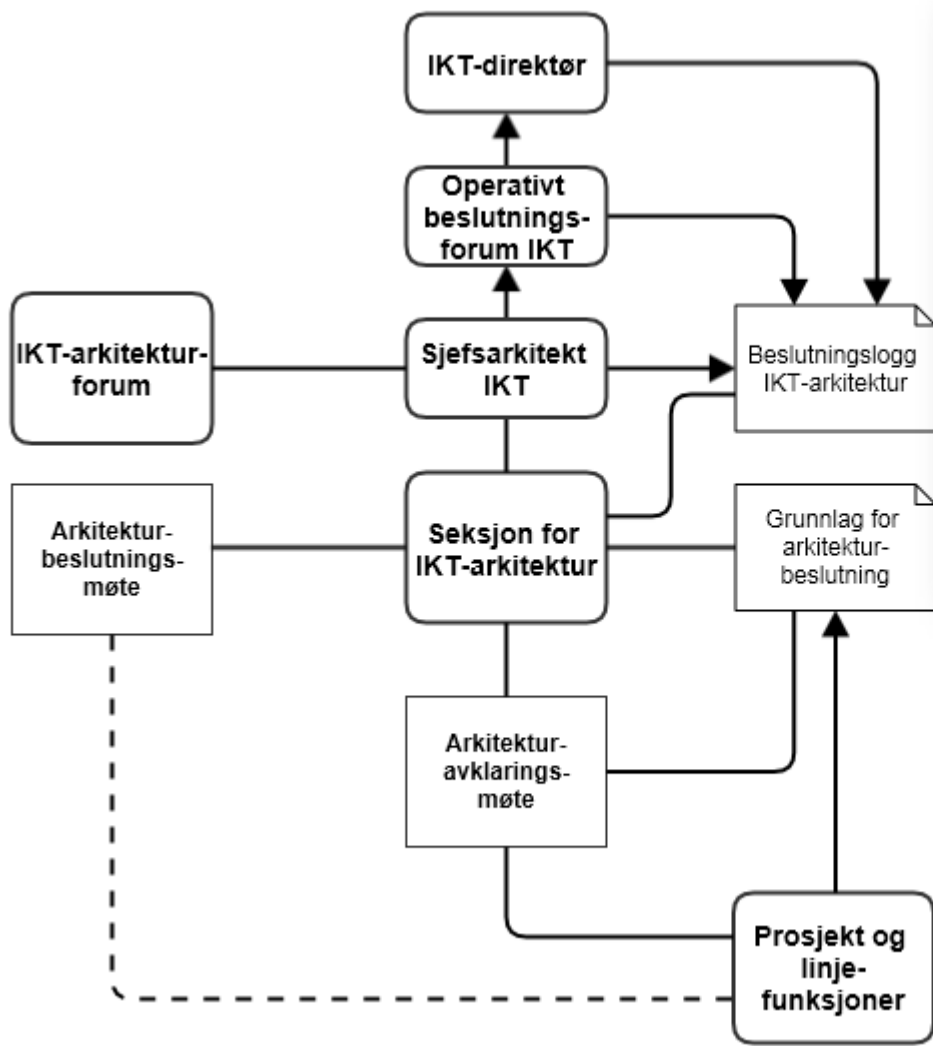 IKT-direktør
Operativt
beslutnings-
forum IKT
IKT-arkitektur-
forum
Sjefsarkitekt
IKT
Beslutningslogg
IKT-arkitektur
Arkitektur-
beslutnings-
møte
Seksjon for
IKT-arkitektur
Grunnlag for
arkitektur-
beslutning
Arkitektur-
avklarings-
møte
Prosjekt og
linje-
funksjoner